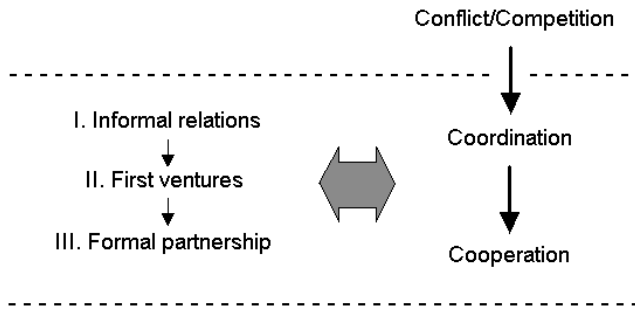 Conflict/Competition
I. Informal relations
Coordination
II. First ventures
III. Formal partnership
Cooperation